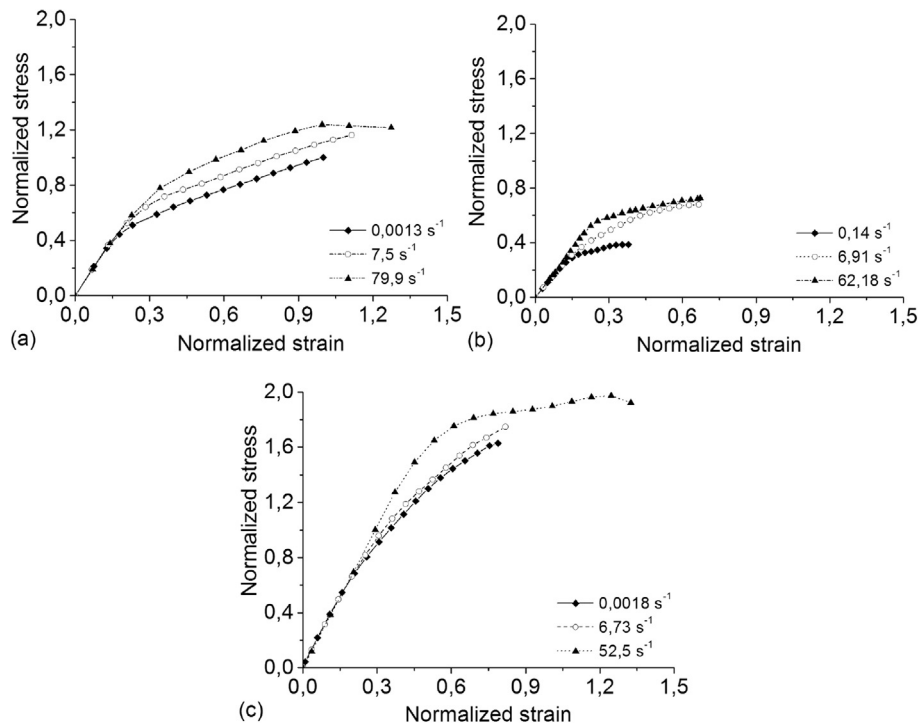 Normalized stress
2,0
1,6
1,2
0,8
0,4
0,0
0,0 0,3 0,6 0,9 1,2 1,5
Normalized strain
0,0013 s⁻¹
7,5 s⁻¹
79,9 s⁻¹
(a)
Normalized stress
2,0
1,6
1,2
0,8
0,4
0,0
0,0 0,3 0,6 0,9 1,2 1,5
Normalized strain
0,14 s⁻¹
6,91 s⁻¹
62,18 s⁻¹
(b)
Normalized stress
2,0
1,6
1,2
0,8
0,4
0,0
0,0 0,3 0,6 0,9 1,2 1,5
Normalized strain
0,0018 s⁻¹
6,73 s⁻¹
52,5 s⁻¹
(c)